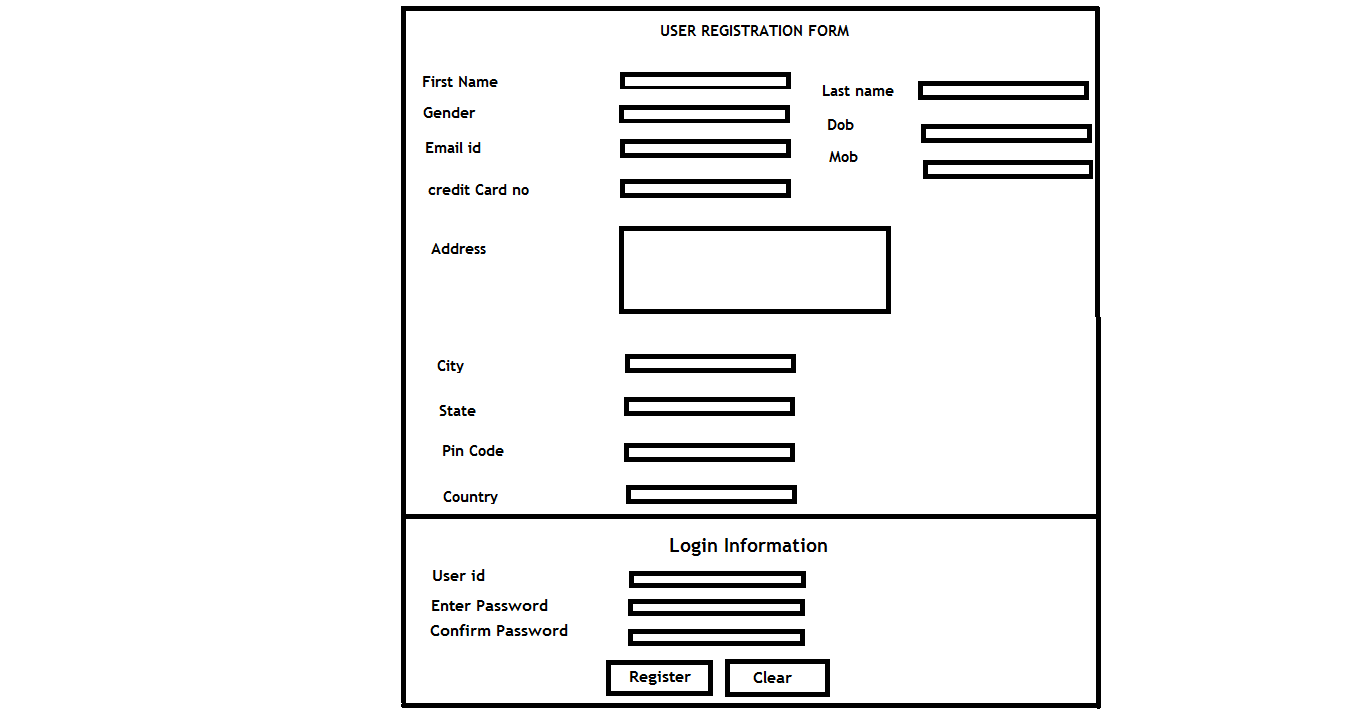 USER REGISTRATION FORM
First Name
Last name
Gender
Dob
Email id
Mob
credit Card no
Address
City
State
Pin Code
Country
Login Information
User id
Enter Password
Confirm Password
Register Clear